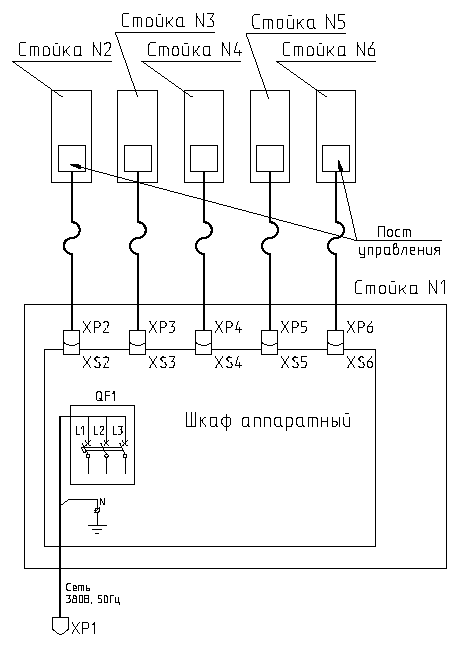 Стойка N3
Стойка N5
Стойка N2
Стойка N4
Стойка N6
Пост
управления
Стойка N1
XP2
XP3
XP4
XP5
XP6
XS2
XS3
XS4
XS5
XS6
QF1
Шкаф аппаратный
L1 L2 L3
N
Сеть
380В, 50Гц
XP1